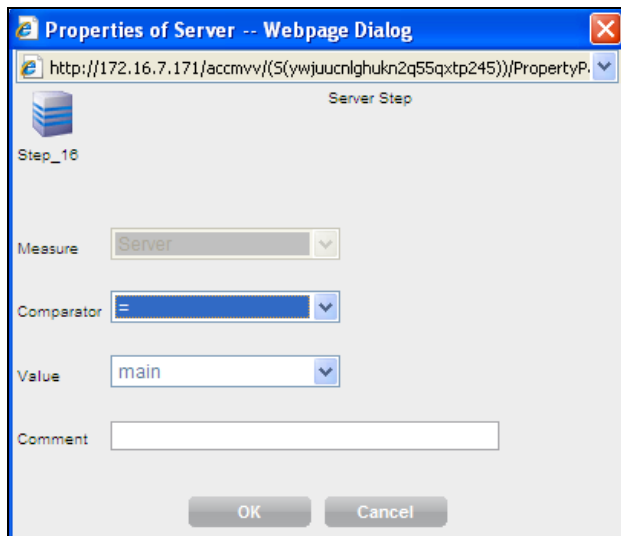 Properties of Server -- Webpage Dialog
http://172.16.7.171/accmvv/(S(ywjuucnlghukn2q55qxtp245))/PropertyP.
Server Step
Step_16
Measure Server
Comparator =
Value main
Comment
OK Cancel